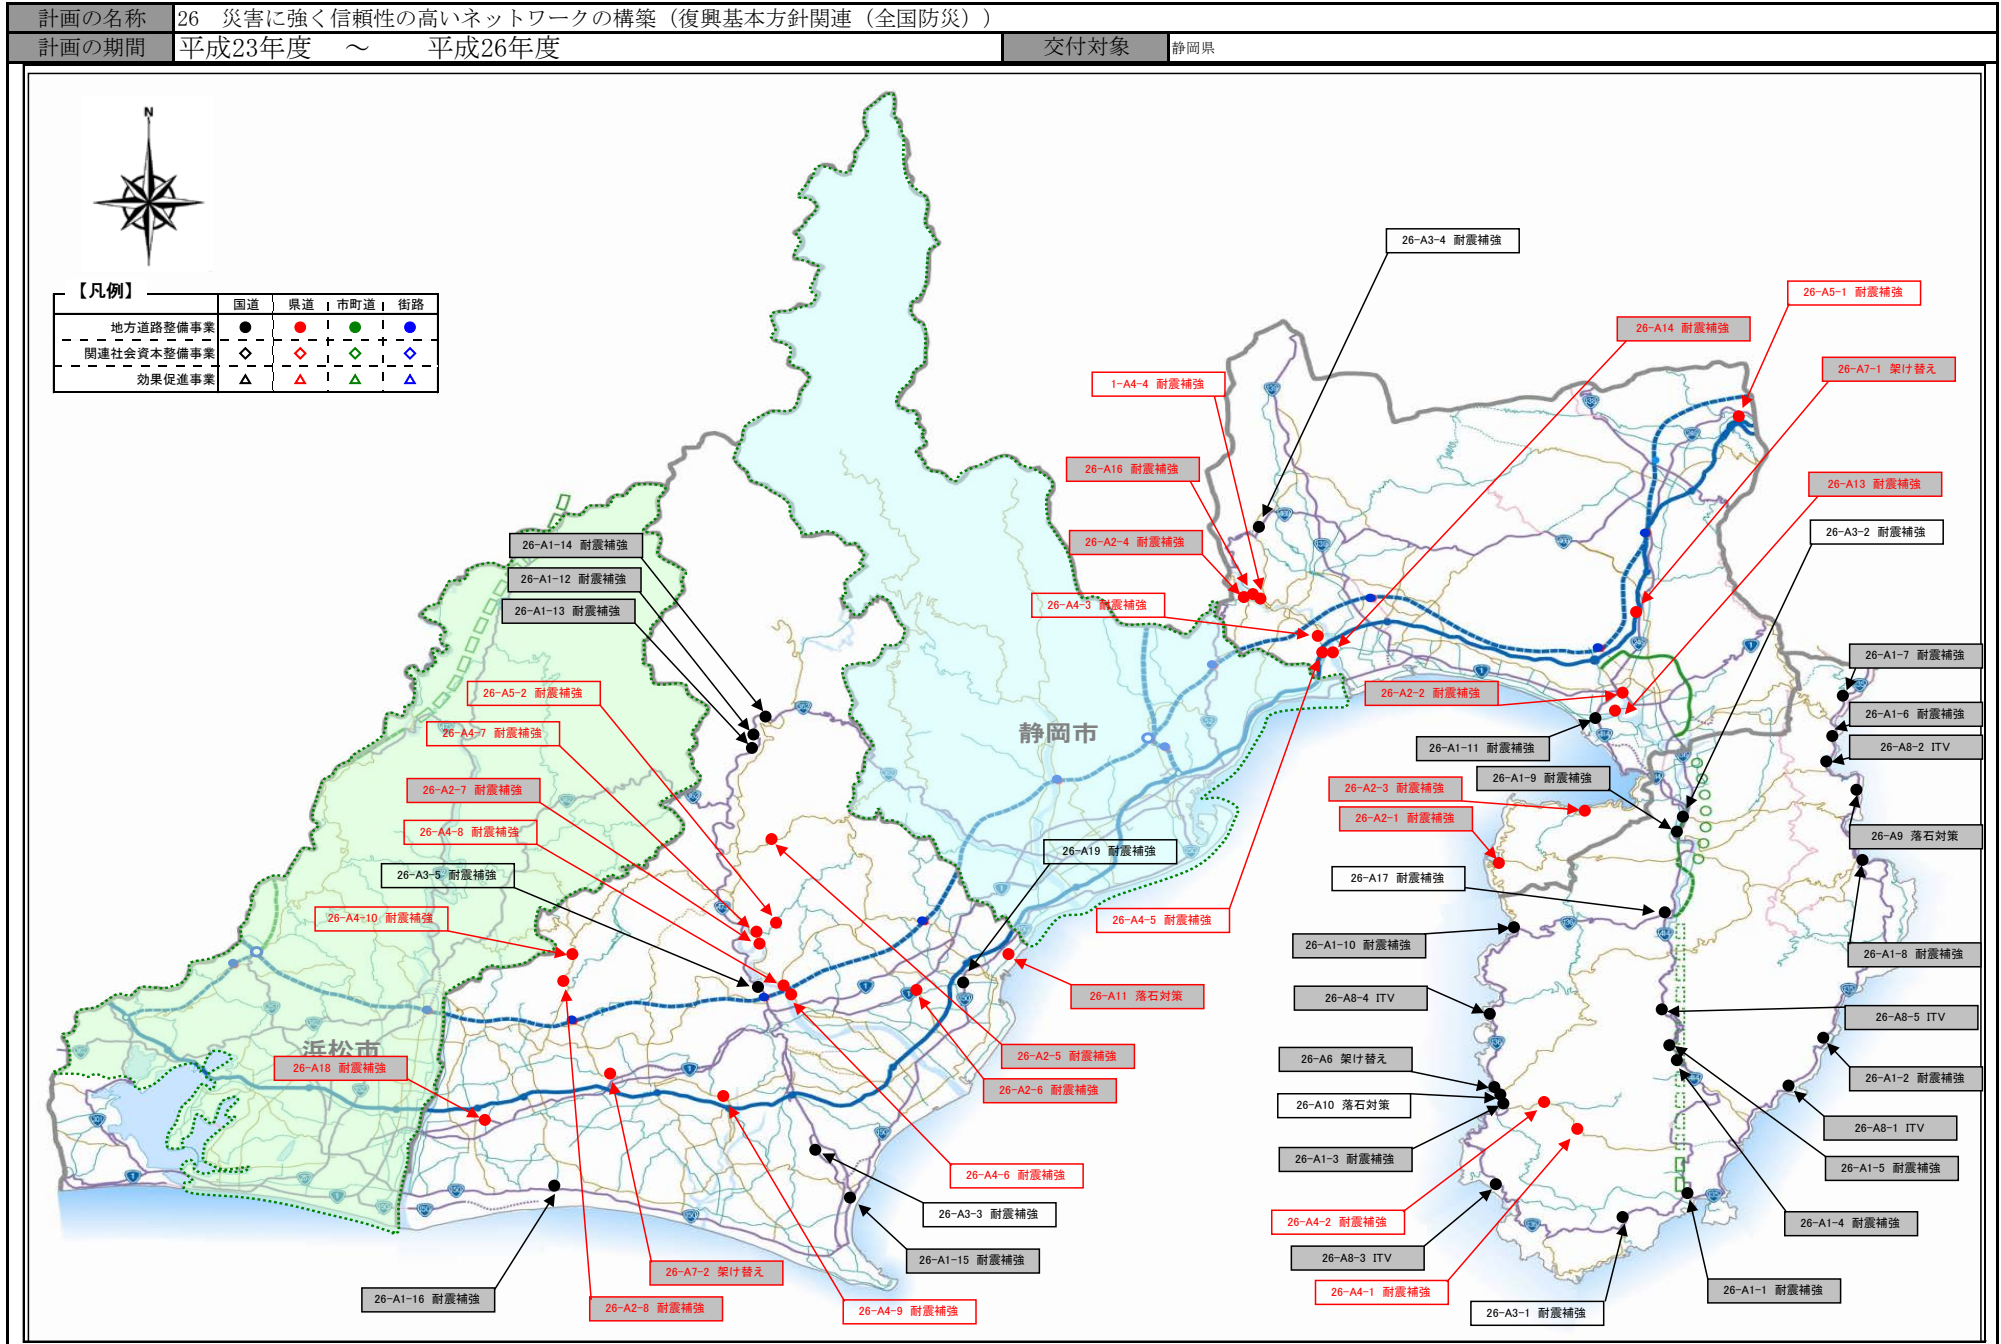 計画の名称 26 災害に強く信頼性の高いネットワークの構築（復興基本方針関連（全国防災））
計画の期間 平成23年度 ～ 平成26年度 交付対象 静岡県
N
【凡例】
国道 県道 市町道 街路
地方道路整備事業
関連社会資本整備事業
効果促進事業
26-A3-4 耐震補強
26-A5-1 耐震補強
26-A14 耐震補強
26-A7-1 架け替え
1-A4-4 耐震補強
26-A16 耐震補強
26-A13 耐震補強
26-A3-2 耐震補強
26-A2-4 耐震補強
26-A1-14 耐震補強
26-A1-12 耐震補強
26-A1-13 耐震補強
26-A4-3 耐震補強
26-A1-7 耐震補強
26-A5-2 耐震補強
26-A2-2 耐震補強
26-A1-6 耐震補強
26-A4-7 耐震補強
静岡市
26-A1-11 耐震補強
26-A8-2 ITV
26-A1-9 耐震補強
26-A2-7 耐震補強
26-A2-3 耐震補強
26-A2-1 耐震補強
26-A4-8 耐震補強
26-A9 落石対策
26-A19 耐震補強
26-A3-5 耐震補強
26-A17 耐震補強
26-A4-10 耐震補強
26-A4-5 耐震補強
26-A1-10 耐震補強
26-A1-8 耐震補強
26-A11 落石対策
26-A8-4 ITV
26-A8-5 ITV
浜松市
26-A18 耐震補強
26-A2-5 耐震補強
26-A6 架け替え
26-A1-2 耐震補強
26-A2-6 耐震補強
26-A10 落石対策
26-A8-1 ITV
26-A1-3 耐震補強
26-A1-5 耐震補強
26-A4-6 耐震補強
26-A3-3 耐震補強
26-A4-2 耐震補強
26-A1-4 耐震補強
26-A1-15 耐震補強
26-A8-3 ITV
26-A7-2 架け替え
26-A4-1 耐震補強
26-A1-1 耐震補強
26-A1-16 耐震補強
26-A2-8 耐震補強
26-A4-9 耐震補強
26-A3-1 耐震補強